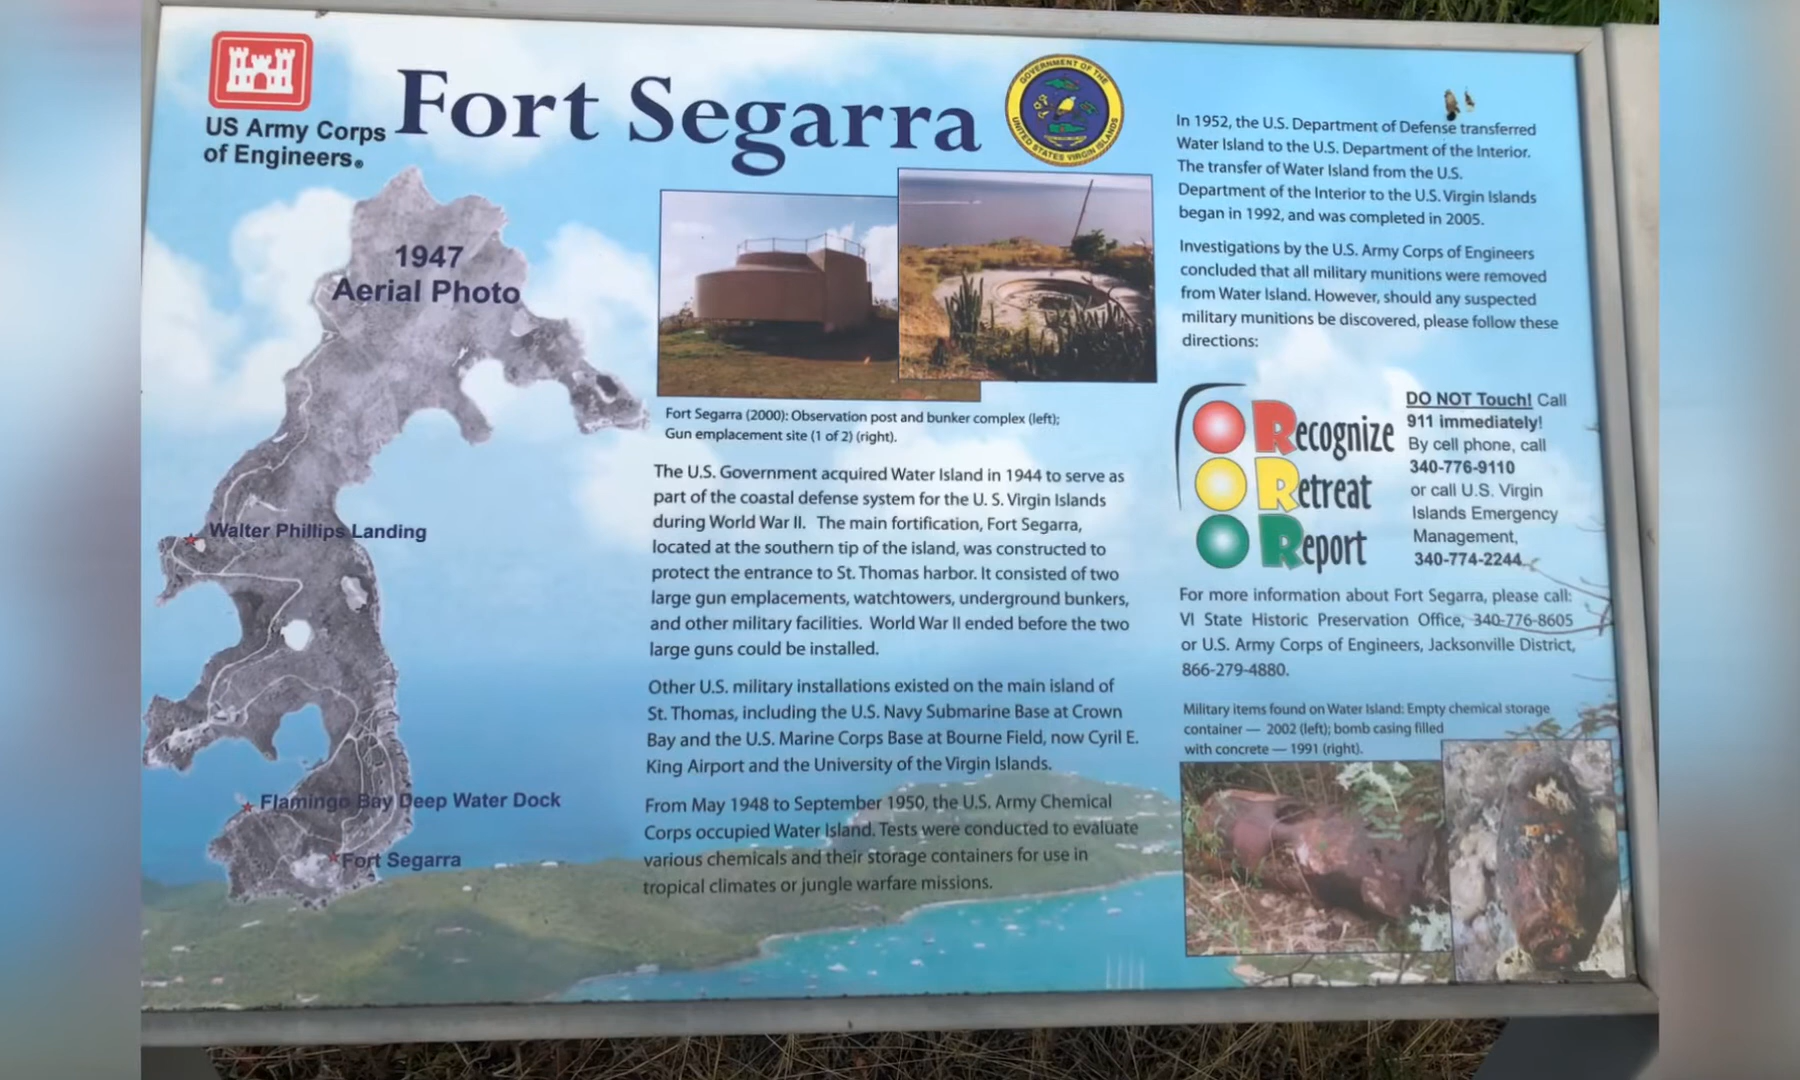 US Army Corps
of Engineers®
Fort Segarra
GOVERNMENT OF THE
UNITED STATES VIRGIN ISLANDS
1947
Aerial Photo
Walter Phillips Landing
Flamingo Bay Deep Water Dock
Fort Segarra
Fort Segarra (2000): Observation post and bunker complex (left);
Gun emplacement site (1 of 2) (right).
The U.S. Government acquired Water Island in 1944 to serve as
part of the coastal defense system for the U. S. Virgin Islands
during World War II. The main fortification, Fort Segarra,
located at the southern tip of the island, was constructed to
protect the entrance to St. Thomas harbor. It consisted of two
large gun emplacements, watchtowers, underground bunkers,
and other military facilities. World War II ended before the two
large guns could be installed.
Other U.S. military installations existed on the main island of
St. Thomas, including the U.S. Navy Submarine Base at Crown
Bay and the U.S. Marine Corps Base at Bourne Field, now Cyril E.
King Airport and the University of the Virgin Islands.
From May 1948 to September 1950, the U.S. Army Chemical
Corps occupied Water Island. Tests were conducted to evaluate
various chemicals and their storage containers for use in
tropical climates or jungle warfare missions.
In 1952, the U.S. Department of Defense transferred
Water Island to the U.S. Department of the Interior.
The transfer of Water Island from the U.S.
Department of the Interior to the U.S. Virgin Islands
began in 1992, and was completed in 2005.
Investigations by the U.S. Army Corps of Engineers
concluded that all military munitions were removed
from Water Island. However, should any suspected
military munitions be discovered, please follow these
directions:
Recognize
Retreat
Report
DO NOT Touch! Call
911 immediately!
By cell phone, call
340-776-9110
or call U.S. Virgin
Islands Emergency
Management,
340-774-2244.
For more information about Fort Segarra, please call:
VI State Historic Preservation Office, 340-776-8605
or U.S. Army Corps of Engineers, Jacksonville District,
866-279-4880.
Military items found on Water Island: Empty chemical storage
container — 2002 (left); bomb casing filled
with concrete — 1991 (right).